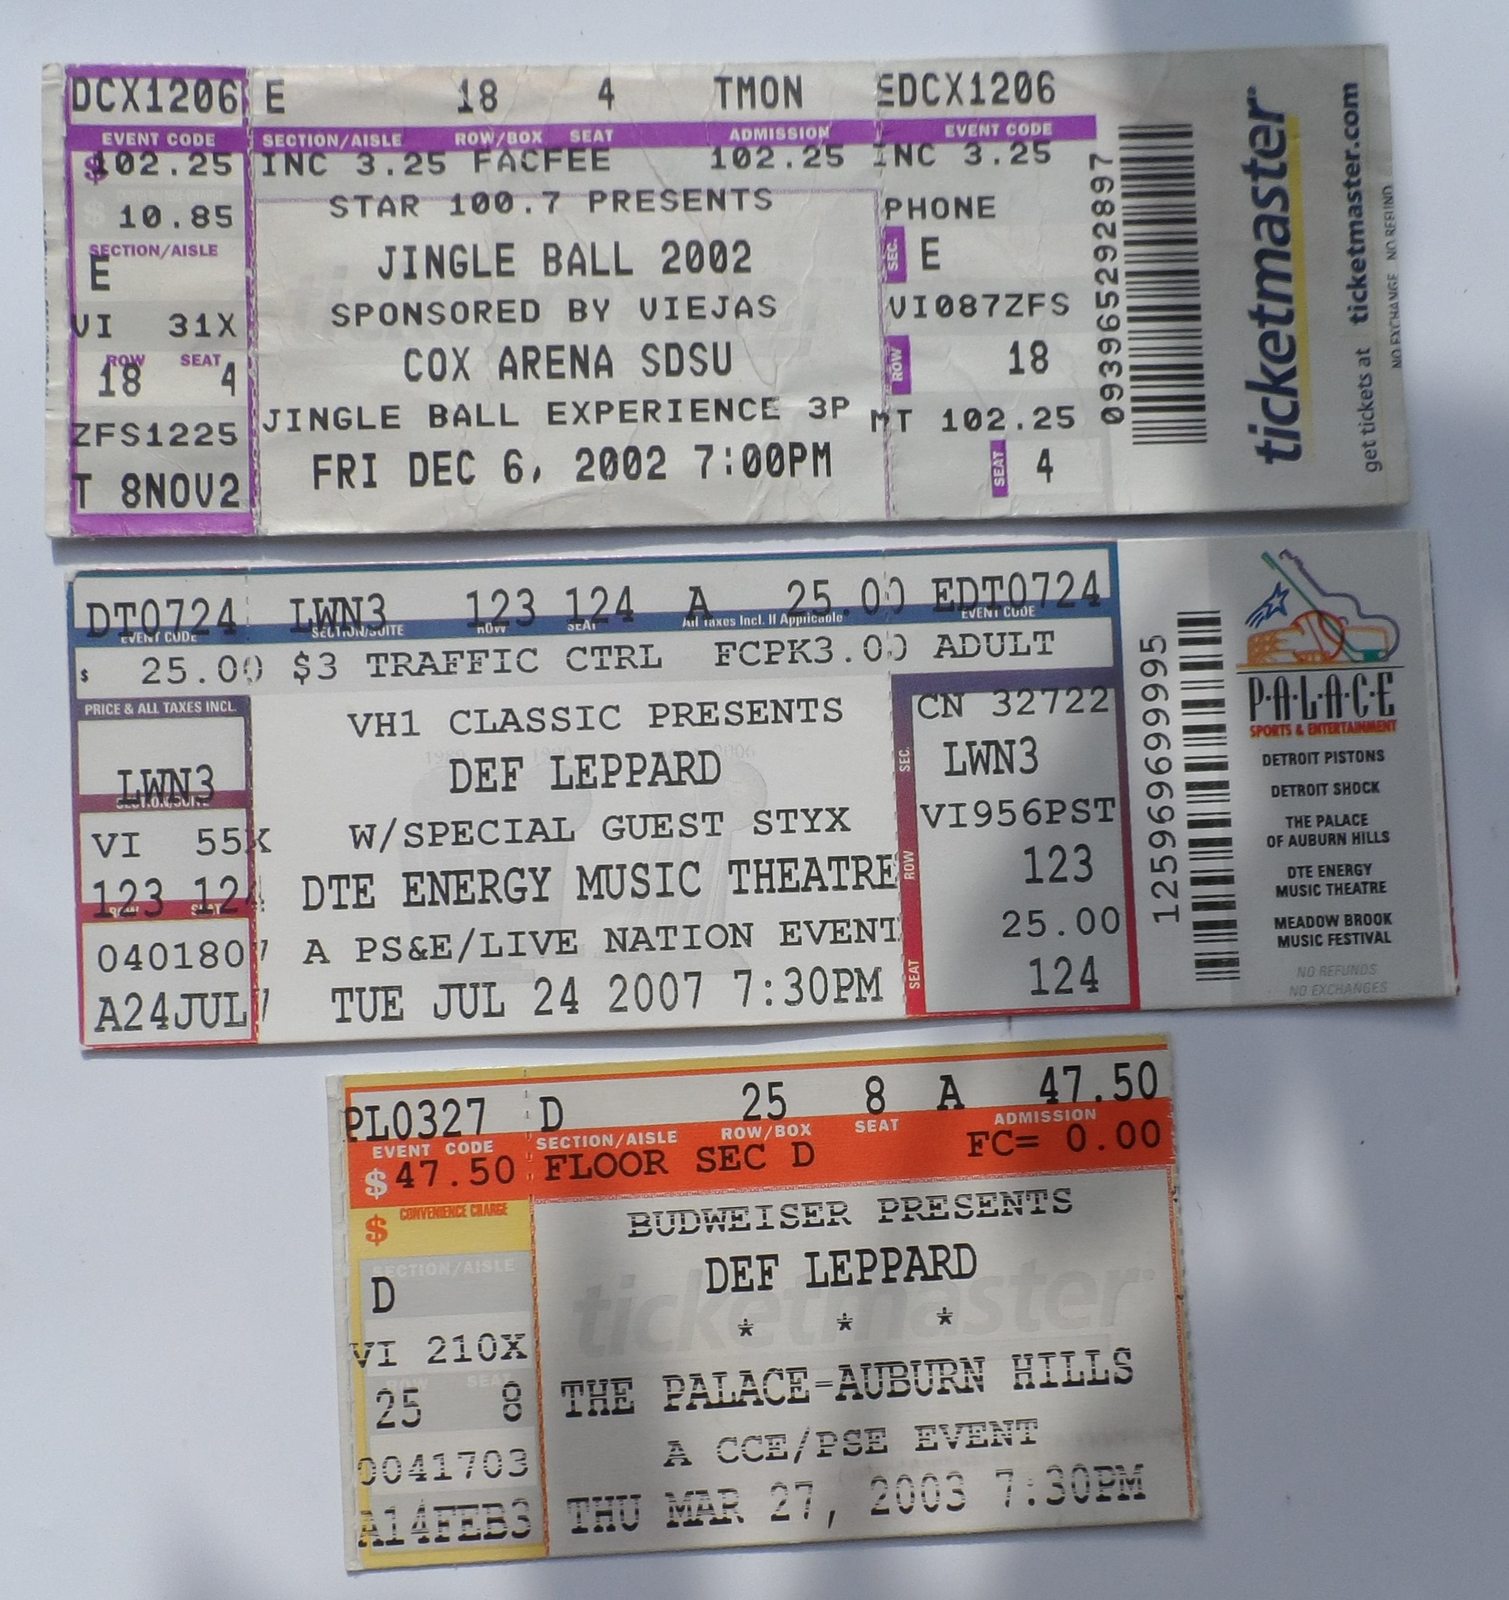 DCX1206 E 18 4 TMON EDCX1206
EVENT CODE SECTION/AISLE ROW/BOX SEAT ADMISSION EVENT CODE
$102.25 INC 3.25 FACFEE 102.25 INC 3.25
$ 10.85 STAR 100.7 PRESENTS PHONE
SECTION/AISLE JINGLE BALL 2002 SEC. E
E SPONSORED BY VIEJAS VI087ZFS
VI 31X COX ARENA SDSU ROW 18
ROW SEAT
18 4 JINGLE BALL EXPERIENCE 3P MT 102.25
ZFS1225 FRI DEC 6, 2002 7:00PM SEAT 4
T 8NOV2
093965292897
ticketmaster
get tickets at ticketmaster.com
NO EXCHANGE NO REFUND
DT0724 LWN3 123 124 A 25.00 EDT0724
EVENT CODE SECTION/SUITE ROW SEAT All Taxes Incl. If Applicable EVENT CODE
$ 25.00 $3 TRAFFIC CTRL FCPK3.00 ADULT
PRICE & ALL TAXES INCL. VH1 CLASSIC PRESENTS CN 32722
DEF LEPPARD SEC. LWN3
LWN3 W/SPECIAL GUEST STYX VI956PST
SECTION/SUITE
VI 55X DTE ENERGY MUSIC THEATRE ROW 123
123 124 A PS&E/LIVE NATION EVENT 25.00
ROW SEAT
0401807 TUE JUL 24 2007 7:30PM SEAT 124
A24JUL7
1259696699995
P·A·L·A·C·E
SPORTS & ENTERTAINMENT
DETROIT PISTONS
DETROIT SHOCK
THE PALACE
OF AUBURN HILLS
DTE ENERGY
MUSIC THEATRE
MEADOW BROOK
MUSIC FESTIVAL
NO REFUNDS
NO EXCHANGES
PL0327 D 25 8 A 47.50
EVENT CODE SECTION/AISLE ROW/BOX SEAT ADMISSION
$47.50 FLOOR SEC D FC= 0.00
$ CONVENIENCE CHARGE BUDWEISER PRESENTS
SECTION/AISLE DEF LEPPARD
D ticketmaster
* * *
VI 210X THE PALACE-AUBURN HILLS
ROW SEAT
25 8 A CCE/PSE EVENT
0041703 THU MAR 27, 2003 7:30PM
A14FEB3